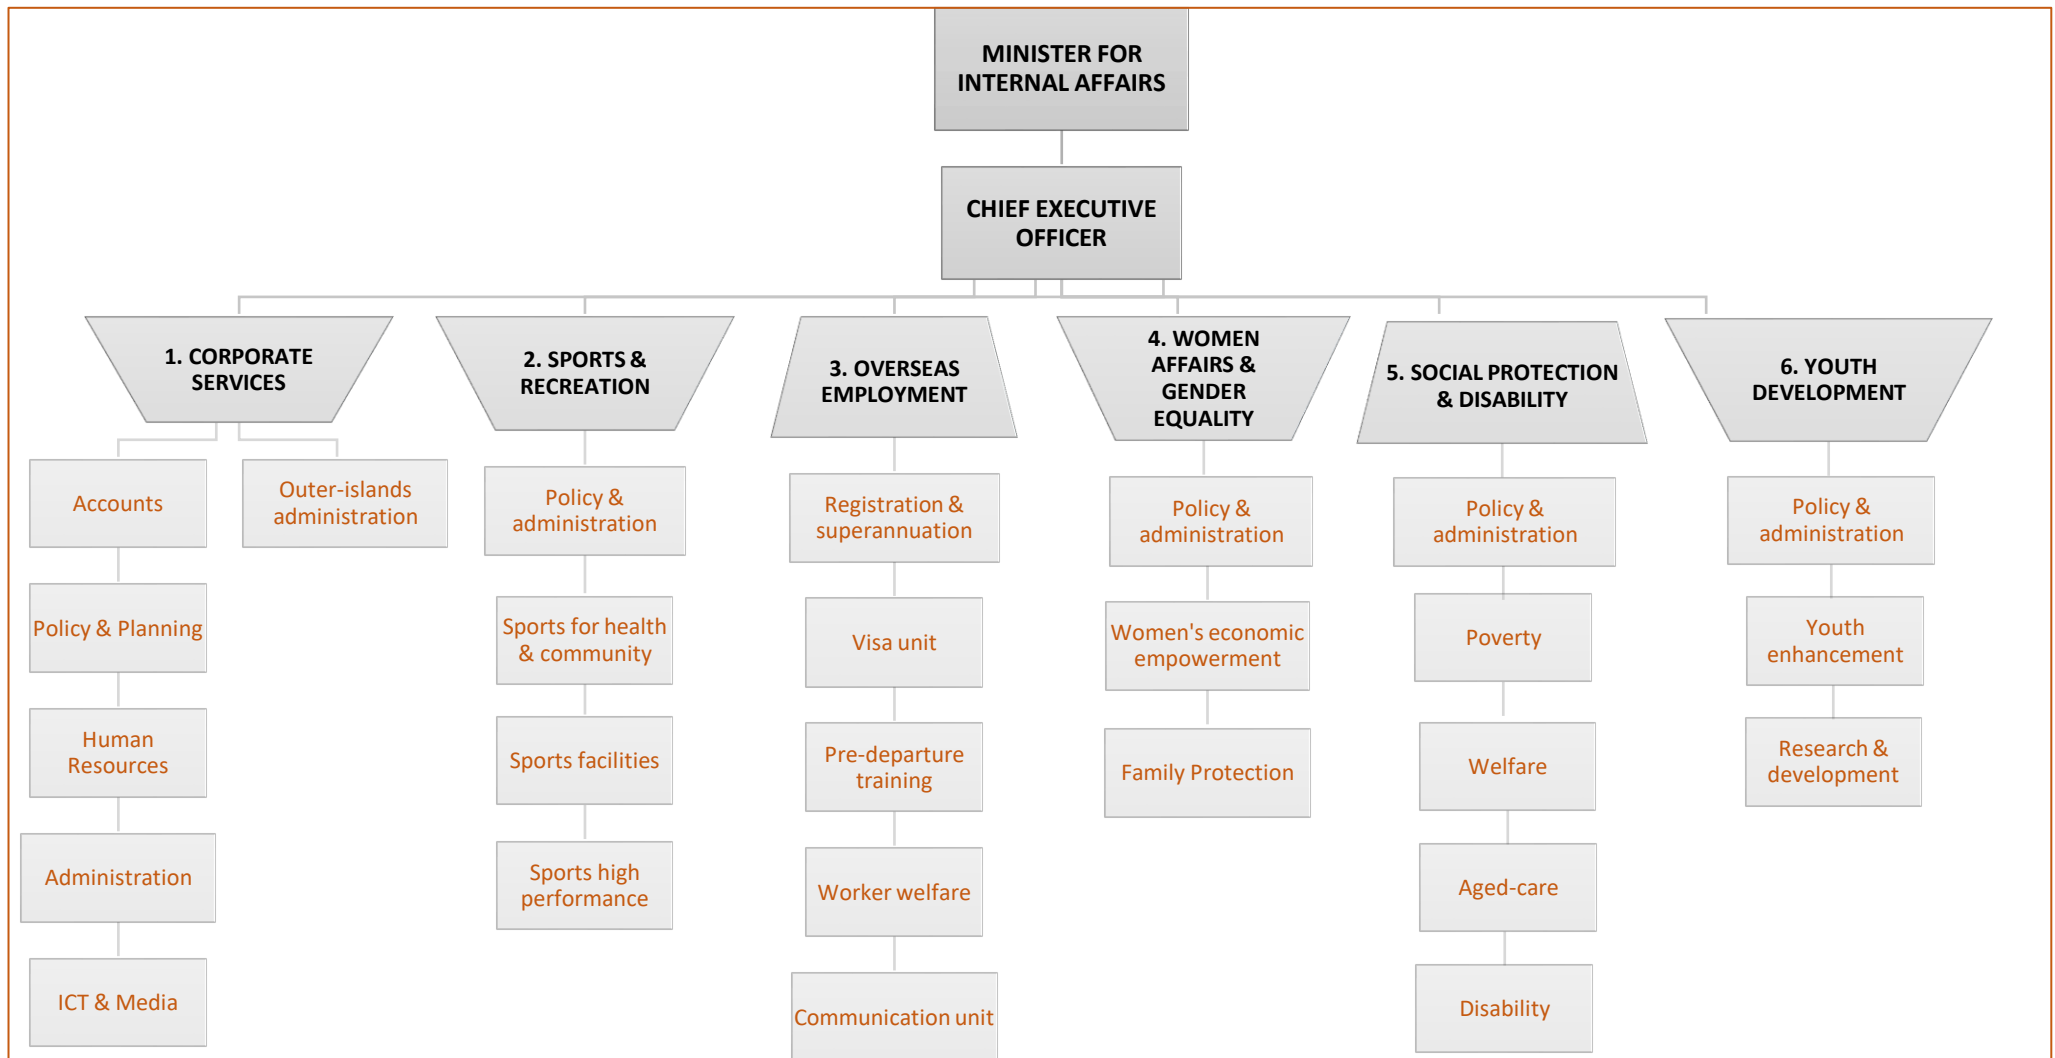 MINISTER FOR
INTERNAL AFFAIRS
CHIEF EXECUTIVE
OFFICER
1. CORPORATE
SERVICES
Accounts
Policy & Planning
Human
Resources
Administration
ICT & Media
Outer-islands
administration
2. SPORTS &
RECREATION
Policy &
administration
Sports for health
& community
Sports facilities
Sports high
performance
3. OVERSEAS
EMPLOYMENT
Registration &
superannuation
Visa unit
Pre-departure
training
Worker welfare
Communication unit
4. WOMEN
AFFAIRS &
GENDER
EQUALITY
Policy &
administration
Women's economic
empowerment
Family Protection
5. SOCIAL PROTECTION
& DISABILITY
Policy &
administration
Poverty
Welfare
Aged-care
Disability
6. YOUTH
DEVELOPMENT
Policy &
administration
Youth
enhancement
Research &
development